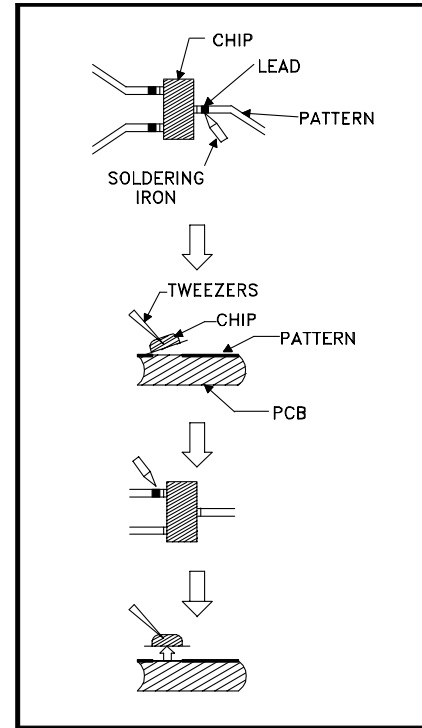 CHIP
LEAD
PATTERN
SOLDERING
IRON
TWEEZERS
CHIP
PATTERN
PCB